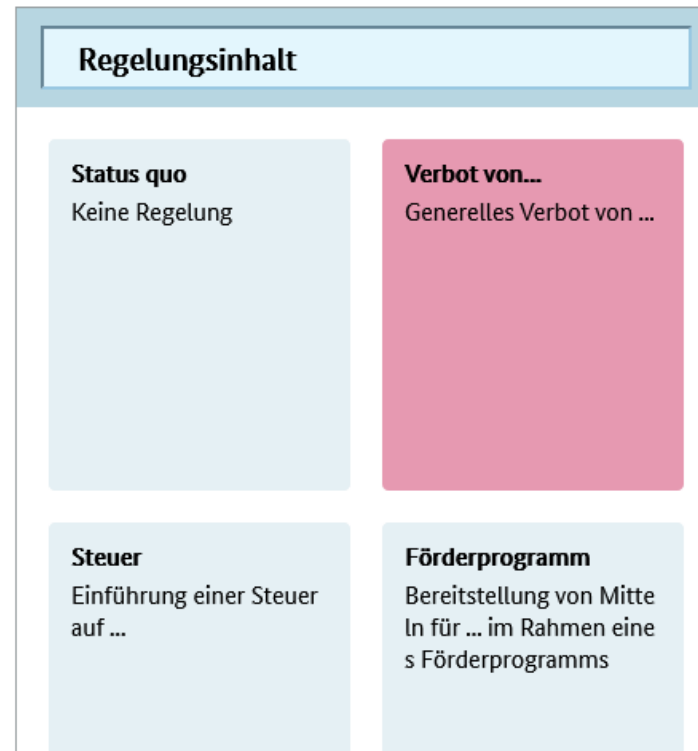 Regelungsinhalt
Status quo
Keine Regelung
Verbot von...
Generelles Verbot von ...
Steuer
Einführung einer Steuer
auf ...
Förderprogramm
Bereitstellung von Mitte
ln für ... im Rahmen eine
s Förderprogramms